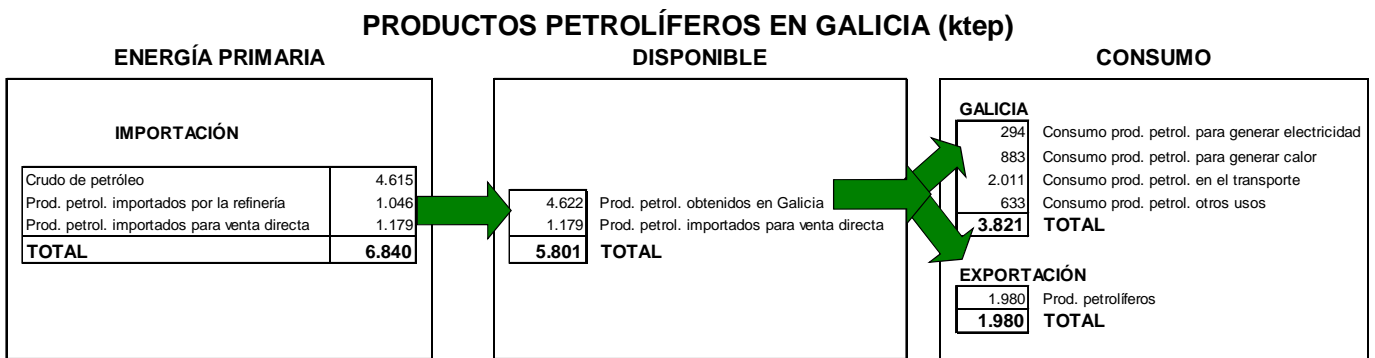 PRODUCTOS PETROLÍFEROS EN GALICIA (ktep)
ENERGÍA PRIMARIA
IMPORTACIÓN
Crudo de petróleo 4.615
Prod. petrol. importados por la refinería 1.046
Prod. petrol. importados para venta directa 1.179
TOTAL 6.840
DISPONIBLE
4.622 Prod. petrol. obtenidos en Galicia
1.179 Prod. petrol. importados para venta directa
5.801 TOTAL
CONSUMO
GALICIA
294 Consumo prod. petrol. para generar electricidad
883 Consumo prod. petrol. para generar calor
2.011 Consumo prod. petrol. en el transporte
633 Consumo prod. petrol. otros usos
3.821 TOTAL
EXPORTACIÓN
1.980 Prod. petrolíferos
1.980 TOTAL